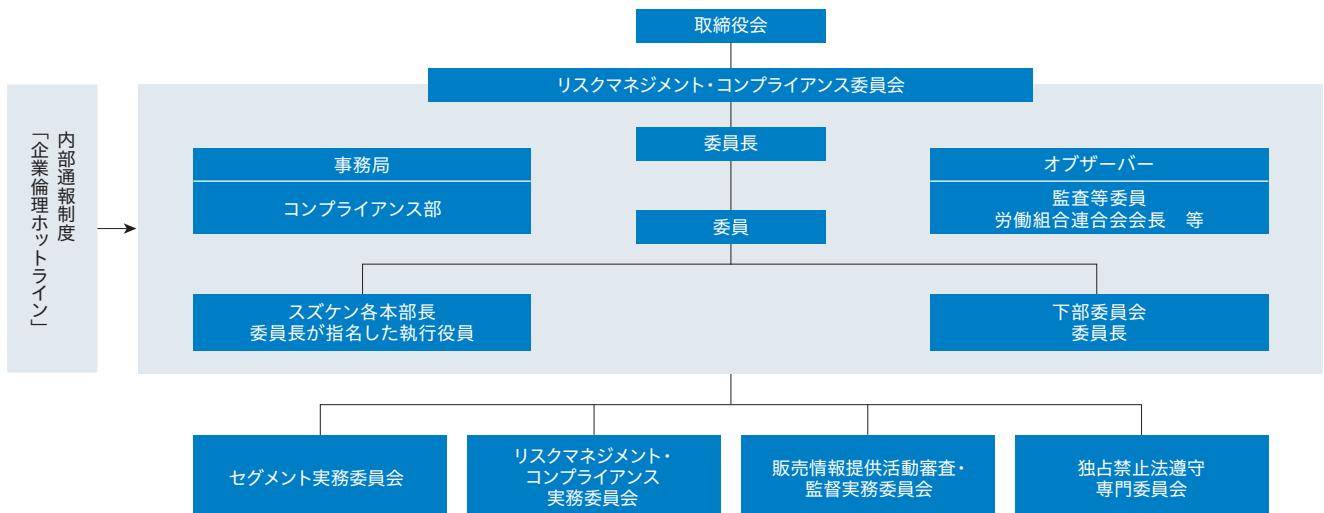 取締役会
リスクマネジメント・コンプライアンス委員会
内部通報制度
「企業倫理ホットライン」
委員長
事務局
コンプライアンス部
オブザーバー
監査等委員
労働組合連合会会長　等
委員
スズケン各本部長
委員長が指名した執行役員
下部委員会
委員長
セグメント実務委員会
リスクマネジメント・
コンプライアンス
実務委員会
販売情報提供活動審査・
監督実務委員会
独占禁止法遵守
専門委員会